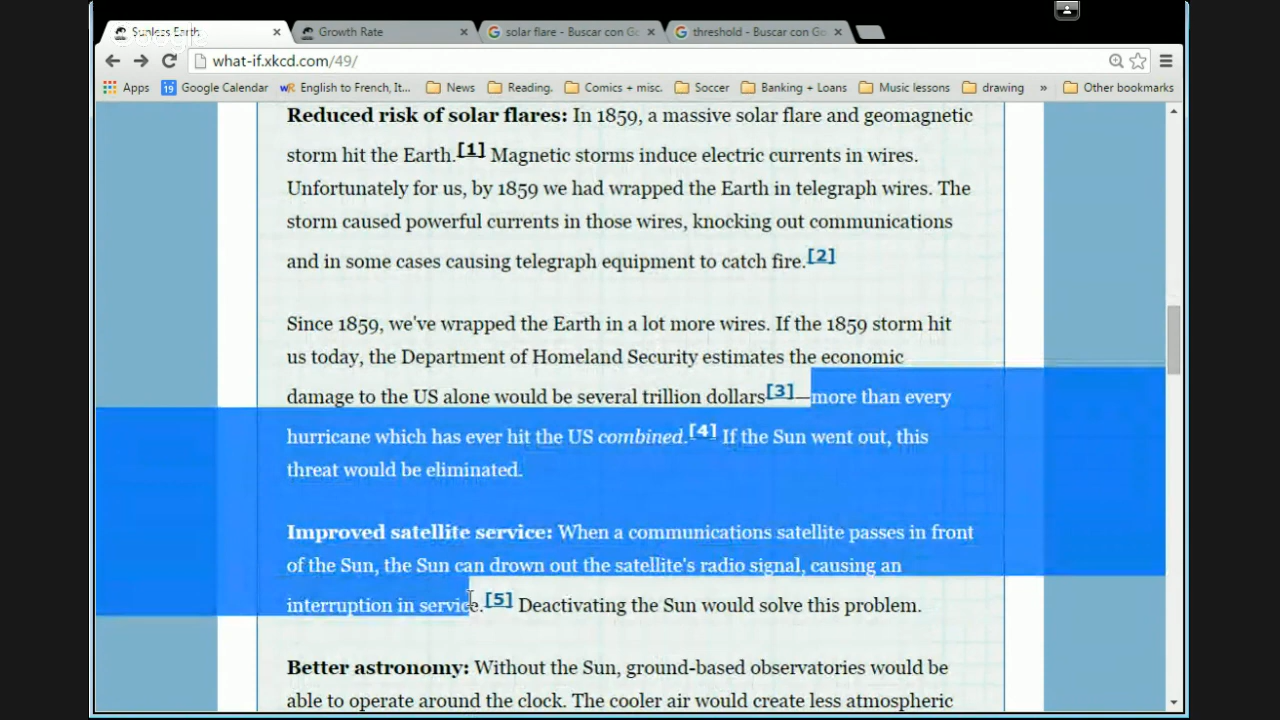 Sunless Earth
Growth Rate
solar flare - Buscar con Go
threshold - Buscar con Go
what-if.xkcd.com/49/
Apps
19 Google Calendar
wR English to French, It...
News
Reading.
Comics + misc.
Soccer
Banking + Loans
Music lessons
drawing
»
Other bookmarks
Reduced risk of solar flares: In 1859, a massive solar flare and geomagnetic
storm hit the Earth.[1] Magnetic storms induce electric currents in wires.
Unfortunately for us, by 1859 we had wrapped the Earth in telegraph wires. The
storm caused powerful currents in those wires, knocking out communications
and in some cases causing telegraph equipment to catch fire.[2]
Since 1859, we've wrapped the Earth in a lot more wires. If the 1859 storm hit
us today, the Department of Homeland Security estimates the economic
damage to the US alone would be several trillion dollars[3]—more than every
hurricane which has ever hit the US combined.[4] If the Sun went out, this
threat would be eliminated.
Improved satellite service: When a communications satellite passes in front
of the Sun, the Sun can drown out the satellite's radio signal, causing an
interruption in service.[5] Deactivating the Sun would solve this problem.
Better astronomy: Without the Sun, ground-based observatories would be
able to operate around the clock. The cooler air would create less atmospheric